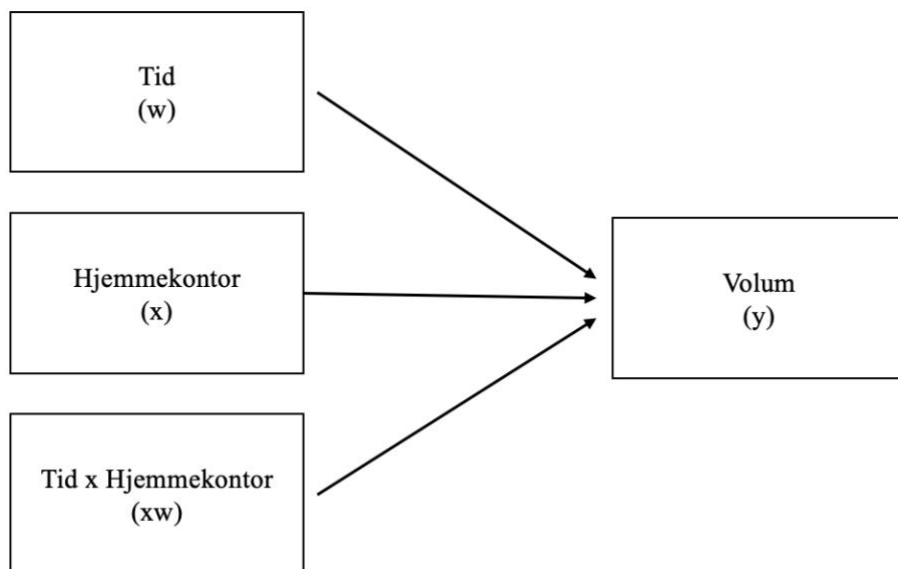 Tid
(w)
Hjemmekontor
(x)
Tid x Hjemmekontor
(xw)
Volum
(y)